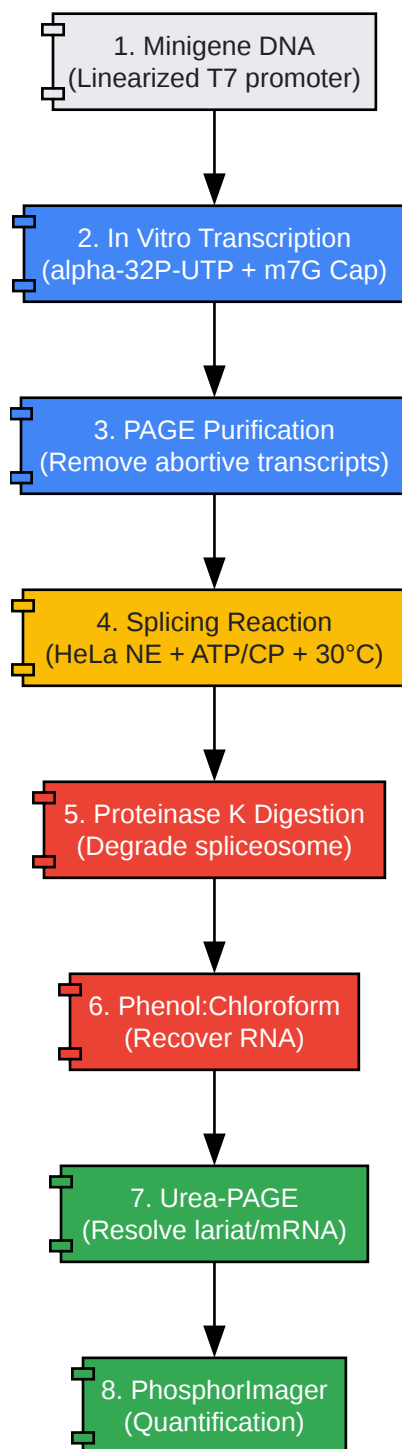 1. Minigene DNA
(Linearized T7 promoter)
2. In Vitro Transcription
(alpha-32P-UTP + m7G Cap)
3. PAGE Purification
(Remove abortive transcripts)
4. Splicing Reaction
(HeLa NE + ATP/CP + 30°C)
5. Proteinase K Digestion
(Degrade spliceosome)
6. Phenol:Chloroform
(Recover RNA)
7. Urea-PAGE
(Resolve lariat/mRNA)
8. PhosphorImager
(Quantification)